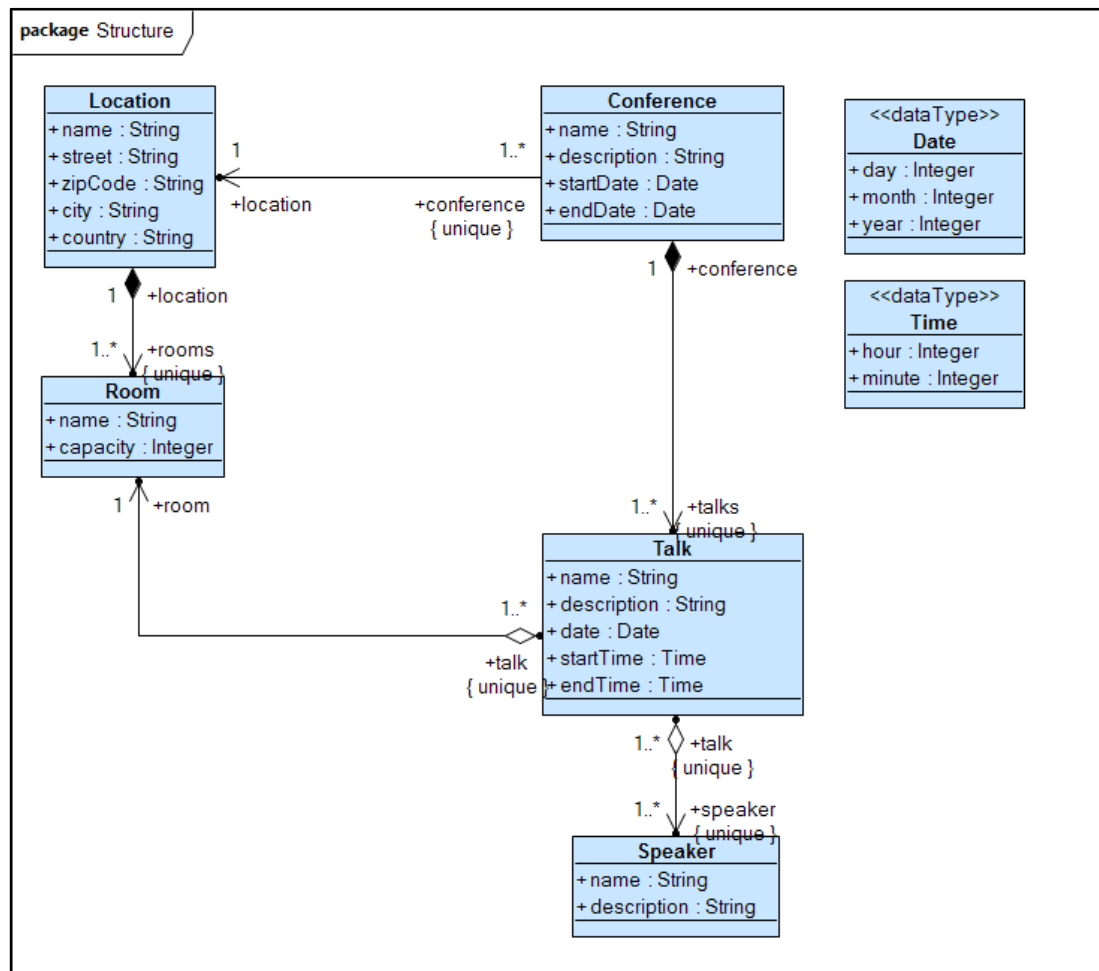 package Structure
Location
+ name : String
+ street : String
+ zipCode : String
+ city : String
+ country : String
1
+location
1..*
+conference
{ unique }
Conference
+ name : String
+ description : String
+ startDate : Date
+ endDate : Date
<<dataType>>
Date
+ day : Integer
+ month : Integer
+ year : Integer
1 +location
1 +conference
<<dataType>>
Time
+ hour : Integer
+ minute : Integer
1..* +rooms
{ unique }
Room
+ name : String
+ capacity : Integer
1 +room
1..* +talks
{ unique }
Talk
+ name : String
+ description : String
+ date : Date
+ startTime : Time
+ endTime : Time
1..*
+talk
{ unique }
1..* +talk
{ unique }
1..* +speaker
{ unique }
Speaker
+ name : String
+ description : String